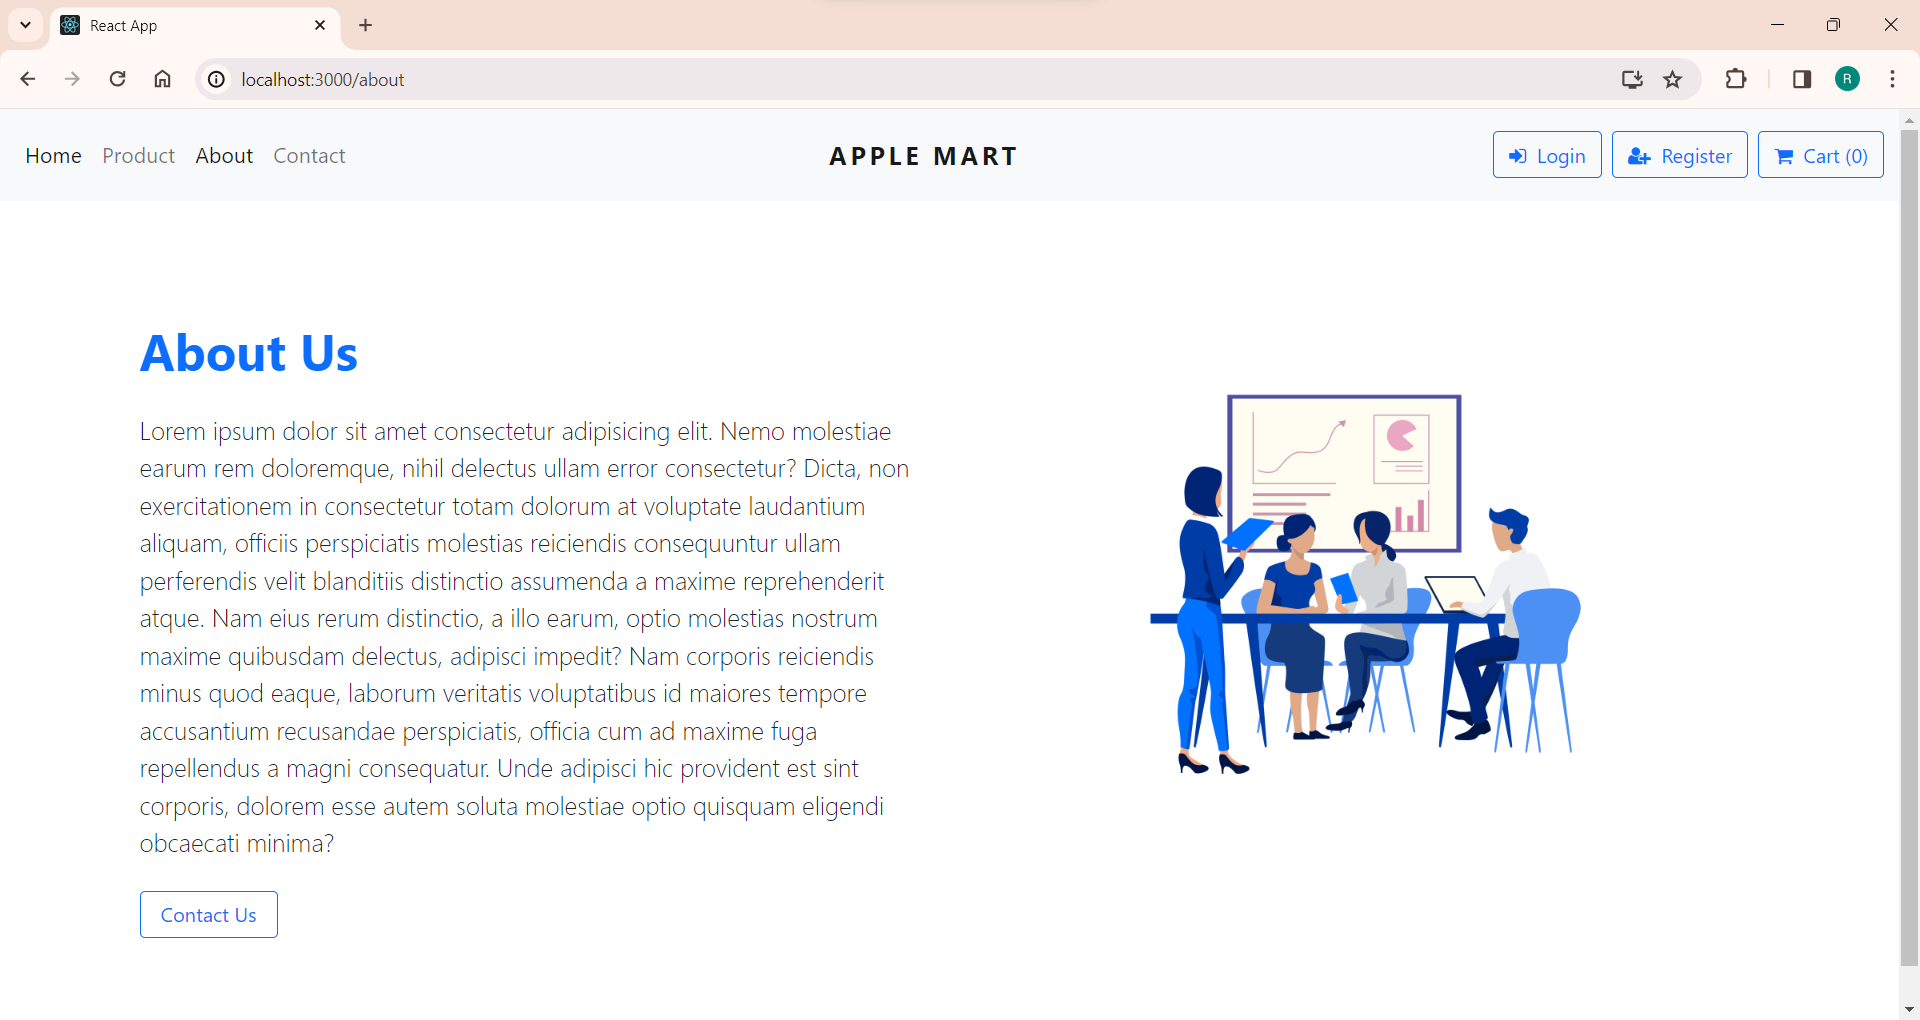 React App
localhost:3000/about
R
Home Product About Contact
APPLE MART
Login Register Cart (0)
About Us
Lorem ipsum dolor sit amet consectetur adipisicing elit. Nemo molestiae
earum rem doloremque, nihil delectus ullam error consectetur? Dicta, non
exercitationem in consectetur totam dolorum at voluptate laudantium
aliquam, officiis perspiciatis molestias reiciendis consequuntur ullam
perferendis velit blanditiis distinctio assumenda a maxime reprehenderit
atque. Nam eius rerum distinctio, a illo earum, optio molestias nostrum
maxime quibusdam delectus, adipisci impedit? Nam corporis reiciendis
minus quod eaque, laborum veritatis voluptatibus id maiores tempore
accusantium recusandae perspiciatis, officia cum ad maxime fuga
repellendus a magni consequatur. Unde adipisci hic provident est sint
corporis, dolorem esse autem soluta molestiae optio quisquam eligendi
obcaecati minima?
Contact Us